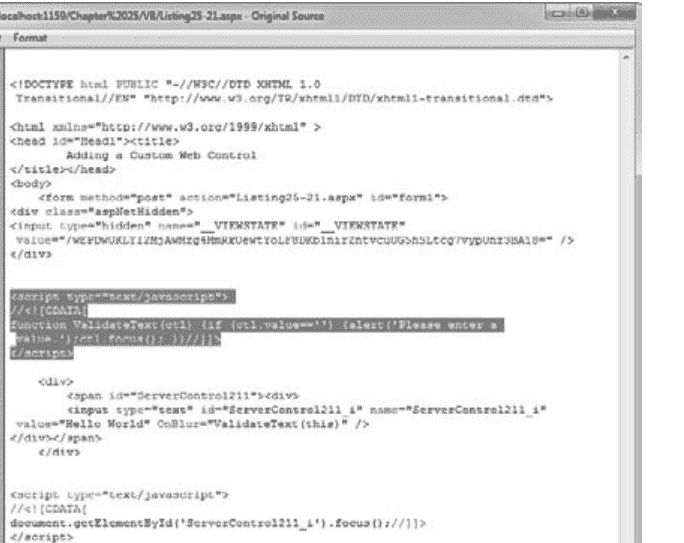 localhost:1150/Chapter%2025/VB/Listing25-21.aspx - Original Source
Format
<!DOCTYPE html PUBLIC "-//W3C//DTD XHTML 1.0
Transitional//EN" "http://www.w3.org/TR/xhtml1/DTD/xhtml1-transitional.dtd">
<html xmlns="http://www.w3.org/1999/xhtml" >
<head id="Head1"><title>
Adding a Custom Web Control
</title></head>
<body>
<form method="post" action="Listing25-21.aspx" id="form1">
<div class="aspNetHidden">
<input type="hidden" name="__VIEWSTATE" id="__VIEWSTATE"
</div>
<script type="text/javascript">
//<![CDATA[
function ValidateText(ctl) {if (ctl.value=='') {alert('Please enter a
value.');ctl.focus(); }}//]]>
</script>
<div>
<span id="ServerControl211"><div>
<input type="text" id="ServerControl211_i" name="ServerControl211_i"
value="Hello World" OnBlur="ValidateText(this)" />
</div></span>
</div>
<script type="text/javascript">
//<![CDATA[
document.getElementById('ServerControl211_i').focus();//]]>
</script>